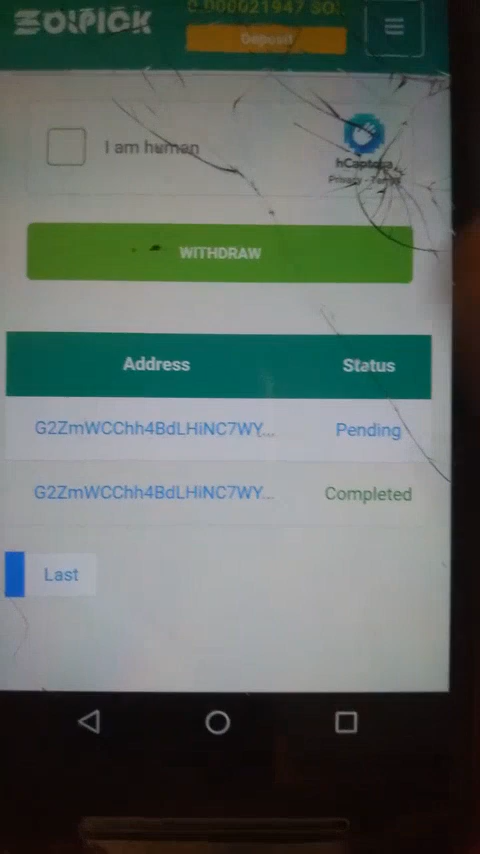 SOLPICK
0.000021947 SOL
Deposit
I am human
hCaptcha
Privacy - Terms
WITHDRAW
Address Status
G2ZmWCChh4BdLHiNC7WY... Pending
G2ZmWCChh4BdLHiNC7WY... Completed
Last